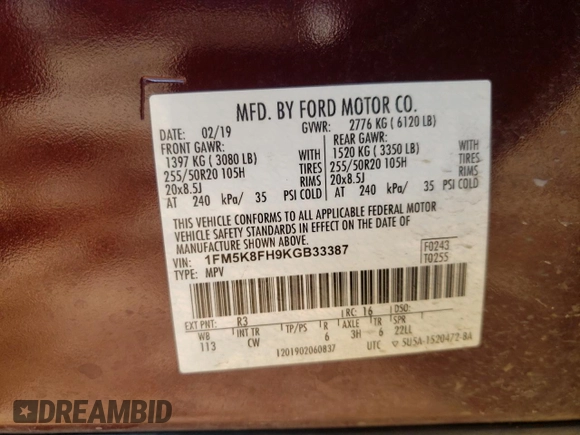 MFD. BY FORD MOTOR CO.
DATE: 02/19 GVWR: 2776 KG ( 6120 LB)
FRONT GAWR: REAR GAWR:
1397 KG ( 3080 LB) WITH 1520 KG ( 3350 LB) WITH
255/50R20 105H TIRES 255/50R20 105H TIRES
20x8.5J RIMS 20x8.5J RIMS
AT 240 kPa/ 35 PSI COLD AT 240 kPa/ 35 PSI COLD
THIS VEHICLE CONFORMS TO ALL APPLICABLE FEDERAL MOTOR
VEHICLE SAFETY STANDARDS IN EFFECT ON THE DATE OF
MANUFACTURE SHOWN ABOVE.
VIN: 1FM5K8FH9KGB33387 F0243
TYPE: MPV T0255
EXT PNT: R3 RC: 16 DSO:
WB INT TR TP/PS R AXLE TR SPR
113 CW 6 3H 6 22LL
1201902060837 UTC 5U5A-1520472-BA
DREAMBID